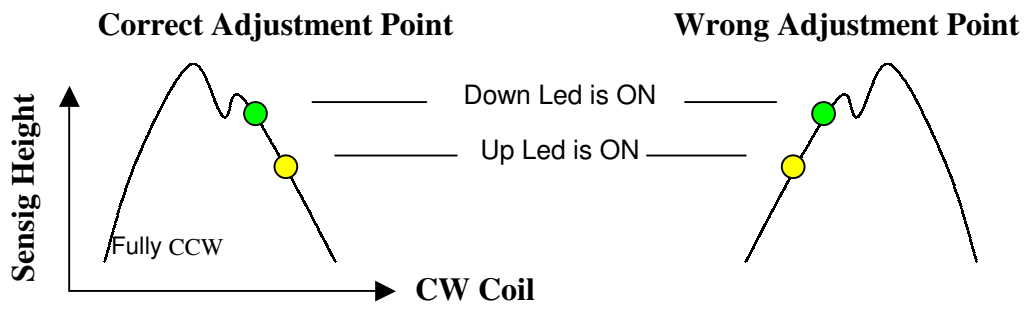 Correct Adjustment Point
Wrong Adjustment Point
Down Led is ON
Up Led is ON
Sensig Height
Fully CCW
CW Coil